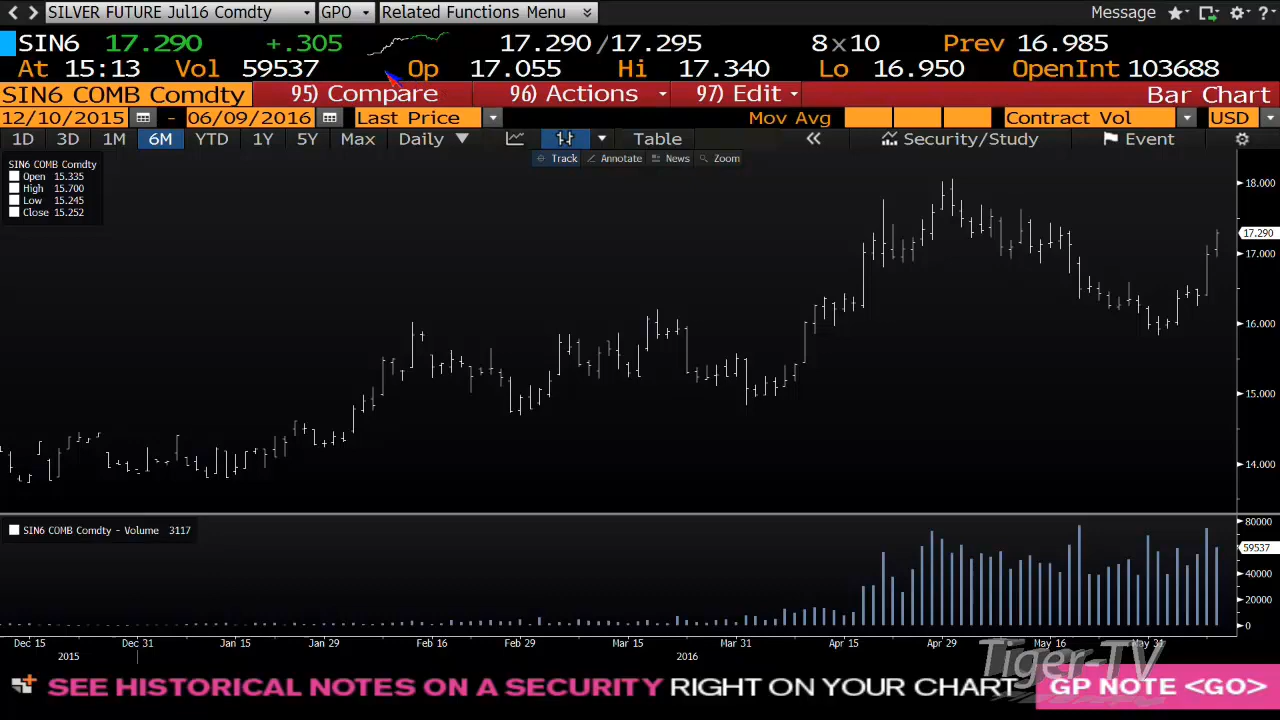 SILVER FUTURE Jul16 Comdty GPO Related Functions Menu Message ?
SIN6 17.290 +.305 17.290/17.295 8x10 Prev 16.985
At 15:13 Vol 59537 Op 17.055 Hi 17.340 Lo 16.950 OpenInt 103688
SIN6 COMB Comdty 95) Compare 96) Actions 97) Edit Bar Chart
12/10/2015 - 06/09/2016 Last Price Mov Avg Contract Vol USD
1D 3D 1M 6M YTD 1Y 5Y Max Daily Table « Security/Study Event
Track Annotate News Zoom
SIN6 COMB Comdty
Open 15.335
High 15.700
Low 15.245
Close 15.252
18.000
17.290
17.000
16.000
15.000
14.000
SIN6 COMB Comdty - Volume 3117
80000
59537
40000
20000
0
Dec 15 Dec 31 Jan 15 Jan 29 Feb 16 Feb 29 Mar 15 Mar 31 Apr 15 Apr 29 May 16 May 31
2015 2016
Tiger-TV
SEE HISTORICAL NOTES ON A SECURITY RIGHT ON YOUR CHART GP NOTE <GO>